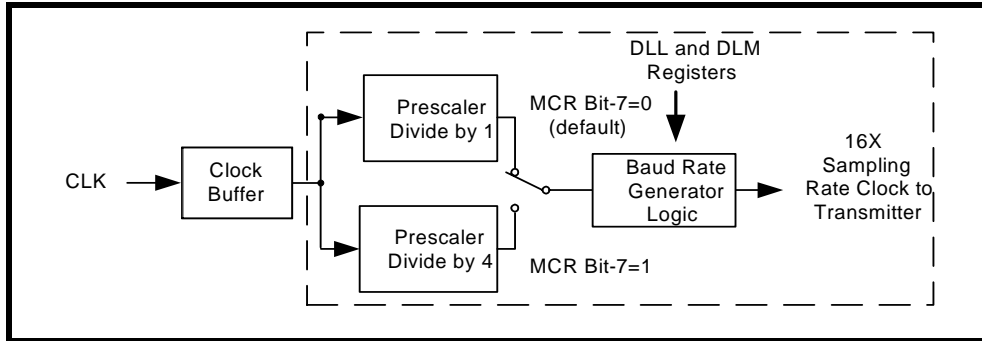 DLL and DLM
Registers
Prescaler
Divide by 1
MCR Bit-7=0
(default)
CLK
Clock
Buffer
Baud Rate
Generator
Logic
16X
Sampling
Rate Clock to
Transmitter
Prescaler
Divide by 4
MCR Bit-7=1